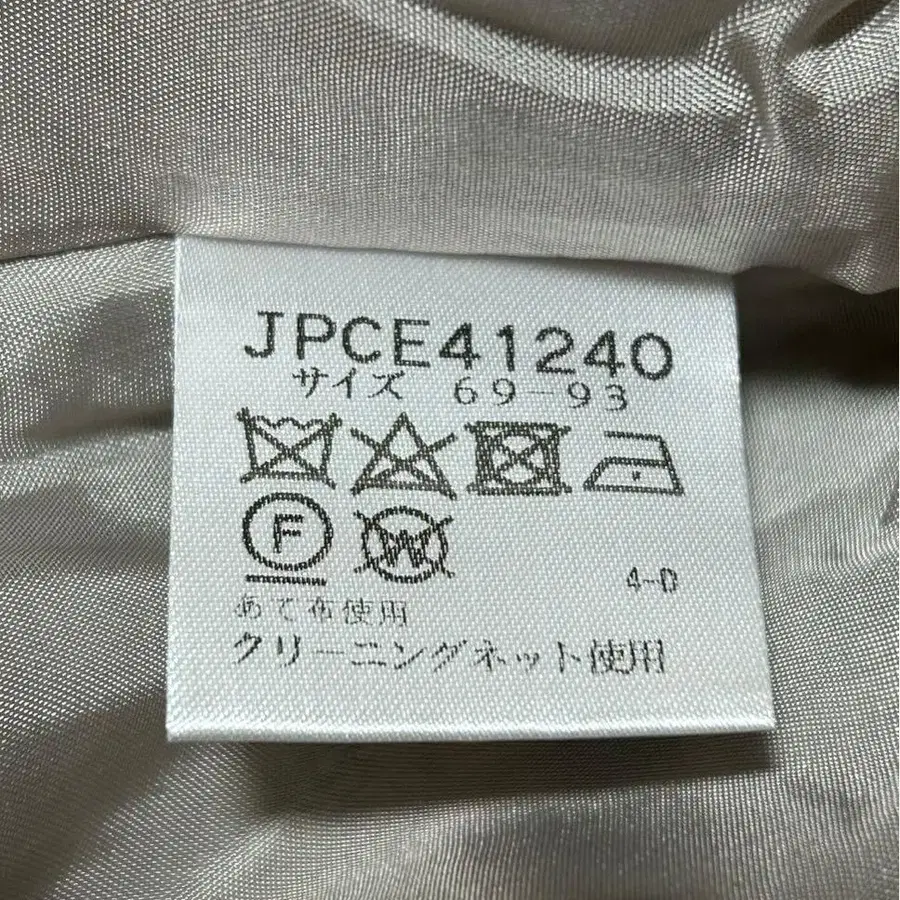 JPCE41240
サイズ 69-93
F W
4-D
あて布使用
クリーニングネット使用